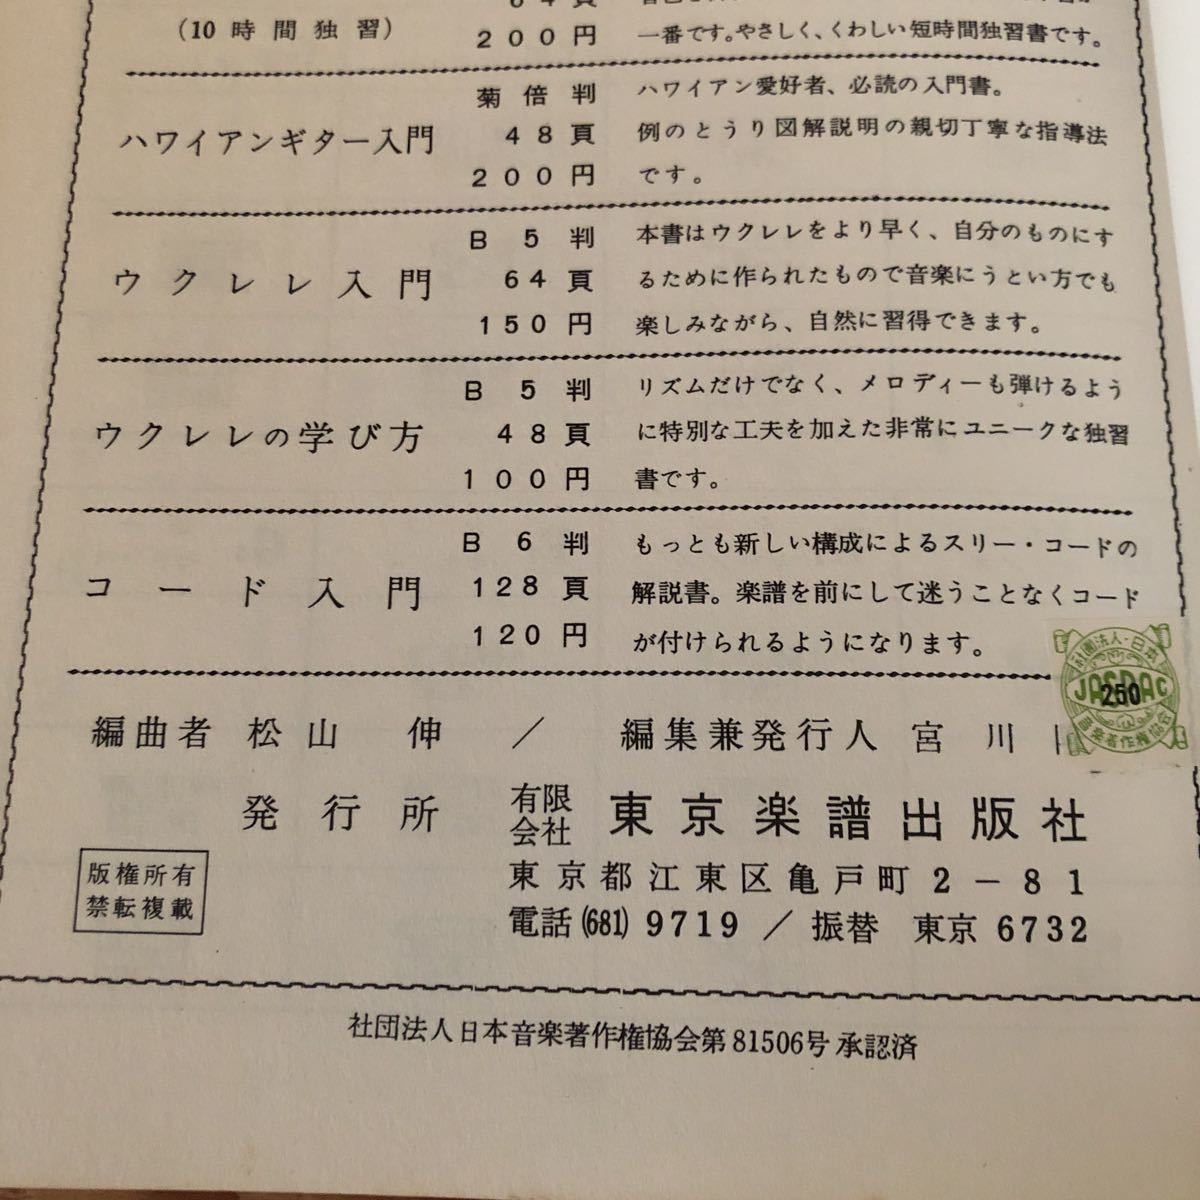 (10時間独習)
200円
一番です。やさしく、くわしい短時間独習書です。
ハワイアンギター入門
菊倍判
48頁
200円
ハワイアン愛好者、必読の入門書。
例のとうり図解説明の親切丁寧な指導法
です。
ウクレレ入門
B5判
64頁
150円
本書はウクレレをより早く、自分のものにす
るために作られたもので音楽にうとい方でも
楽しみながら、自然に習得できます。
ウクレレの学び方
B5判
48頁
100円
リズムだけでなく、メロディーも弾けるよう
に特別な工夫を加えた非常にユニークな独習
書です。
コード入門
B6判
128頁
120円
もっとも新しい構成によるスリー・コードの
解説書。楽譜を前にして迷うことなくコード
が付けられるようになります。
社団法人・日本
JASRAC
250
音楽著作権協会
編曲者 松山 伸 / 編集兼発行人 宮川
発行所 有限会社 東京楽譜出版社
東京都江東区亀戸町2-81
電話(681)9719 / 振替 東京6732
版権所有
禁転複載
社団法人日本音楽著作権協会第81506号承認済